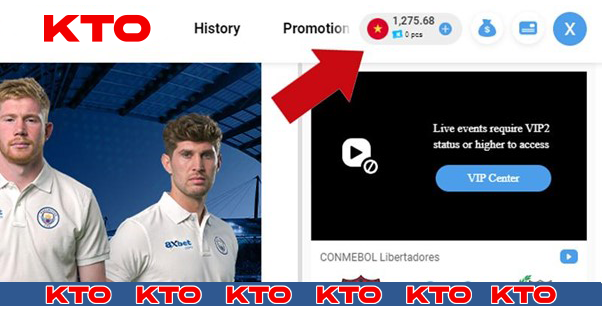 KTO
History
Promotion
1,275.68
0 pcs
X
Live events require VIP2
status or higher to access
VIP Center
axbet
CONMEBOL Libertadores
KTO KTO KTO KTO KTO KTO